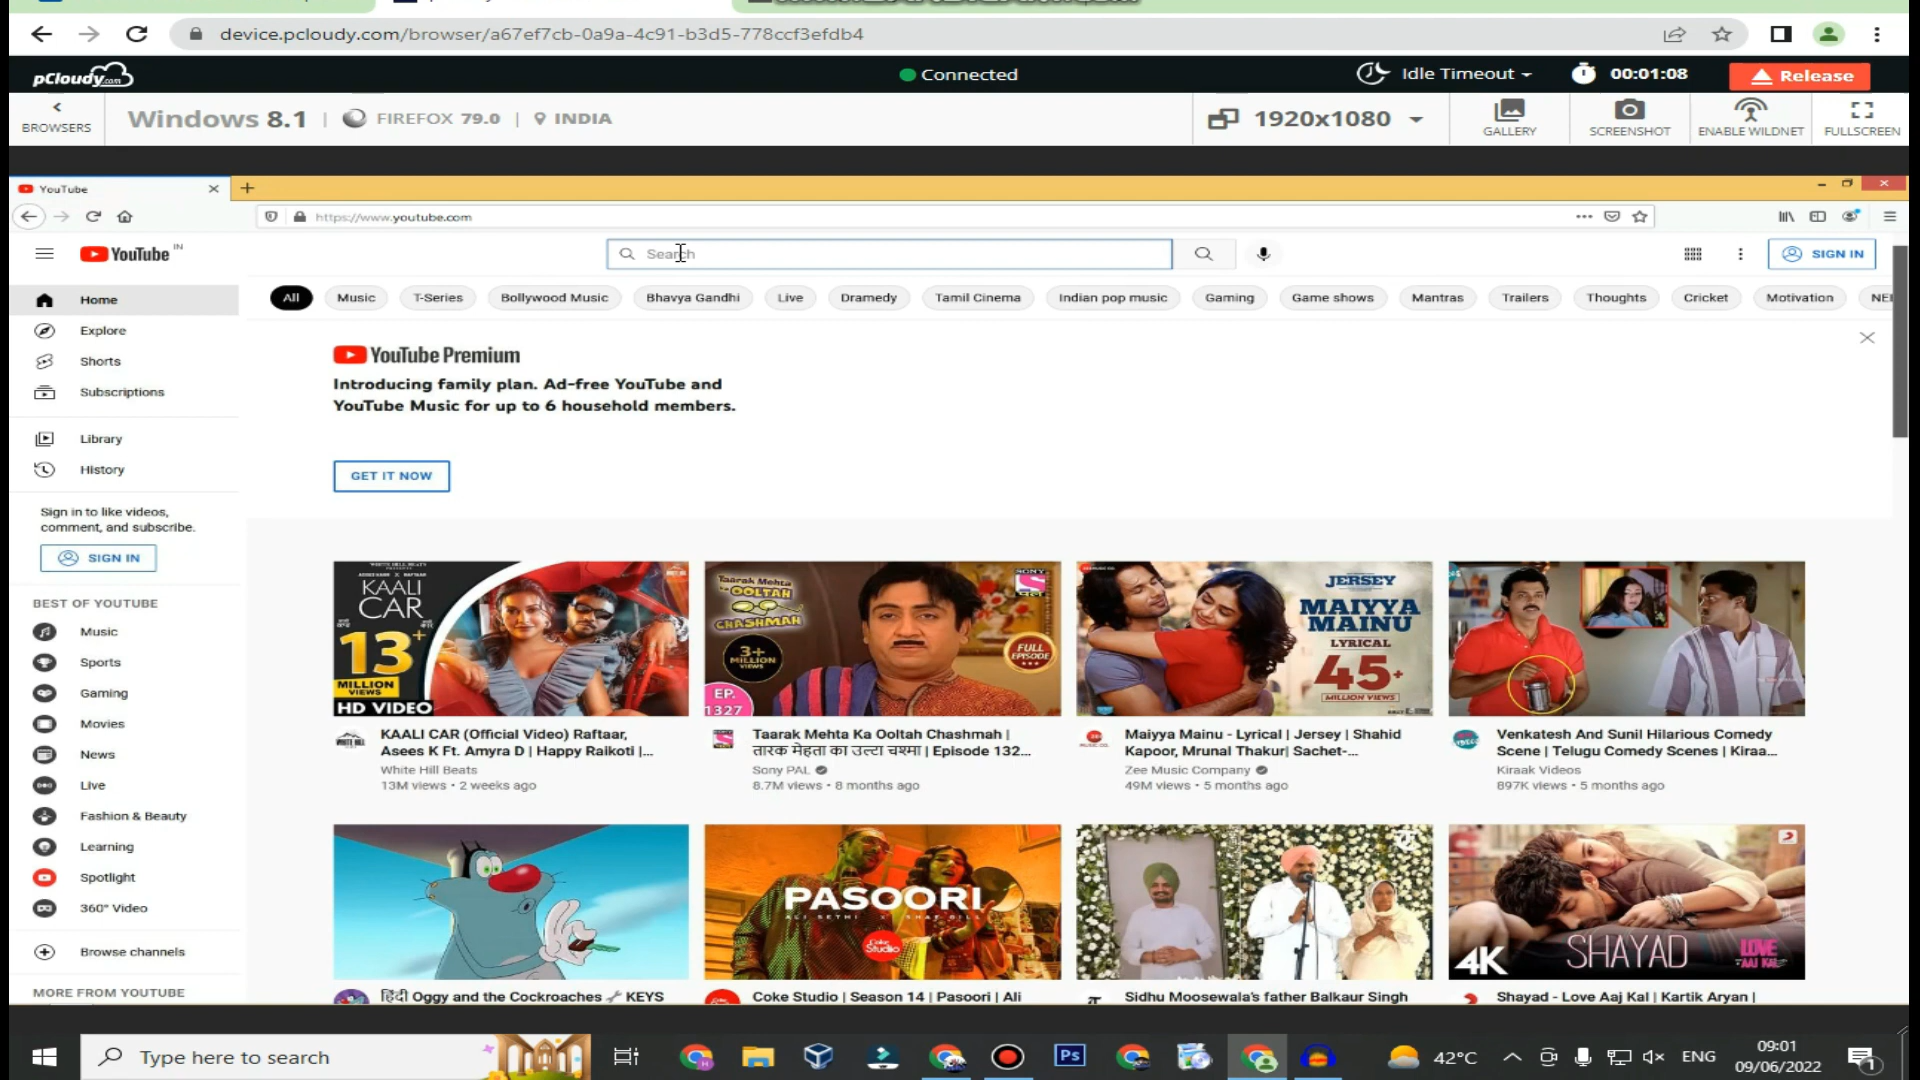 device.pcloudy.com/browser/a67ef7cb-0a9a-4c91-b3d5-778ccf3efdb4
pCloudy.com
Connected
Idle Timeout
00:01:08
Release
BROWSERS
Windows 8.1
FIREFOX 79.0
INDIA
1920x1080
GALLERY
SCREENSHOT
ENABLE WILDNET
FULLSCREEN
YouTube
https://www.youtube.com
YouTube IN
Search
SIGN IN
All
Music
T-Series
Bollywood Music
Bhavya Gandhi
Live
Dramedy
Tamil Cinema
Indian pop music
Gaming
Game shows
Mantras
Trailers
Thoughts
Cricket
Motivation
Home
Explore
Shorts
Subscriptions
Library
History
Sign in to like videos,
comment, and subscribe.
SIGN IN
BEST OF YOUTUBE
Music
Sports
Gaming
Movies
News
Live
Fashion & Beauty
Learning
Spotlight
360° Video
Browse channels
MORE FROM YOUTUBE
YouTube Premium
Introducing family plan. Ad-free YouTube and
YouTube Music for up to 6 household members.
GET IT NOW
KAALI
CAR
13+
MILLION
VIEWS
HD VIDEO
Taarak Mehta
Ka OOLTAH
CHASHMAH
3+
MILLION
VIEWS
EP.
1327
SONY
FULL
EPISODE
JERSEY
MAIYYA
MAINU
LYRICAL
45+
MILLION VIEWS
KAALI CAR (Official Video) Raftaar,
Asees K Ft. Amyra D | Happy Raikoti |...
White Hill Beats
13M views • 2 weeks ago
Taarak Mehta Ka Ooltah Chashmah |
तारक मेहता का उल्टा चश्मा | Episode 132...
Sony PAL
8.7M views • 8 months ago
Maiyya Mainu - Lyrical | Jersey | Shahid
Kapoor, Mrunal Thakur| Sachet-...
Zee Music Company
49M views • 5 months ago
Venkatesh And Sunil Hilarious Comedy
Scene | Telugu Comedy Scenes | Kiraa...
Kiraak Videos
897K views • 5 months ago
PASOORI
ALI SETHI x SHAE GILL
Coke
Studio
4K
SHAYAD
LOVE
AAJ KAL
हिंदी Oggy and the Cockroaches 🔑 KEYS
Coke Studio | Season 14 | Pasoori | Ali
Sidhu Moosewala's father Balkaur Singh
Shayad - Love Aaj Kal | Kartik Aryan |
Type here to search
Ps
42°C
ENG
09:01
09/06/2022
1